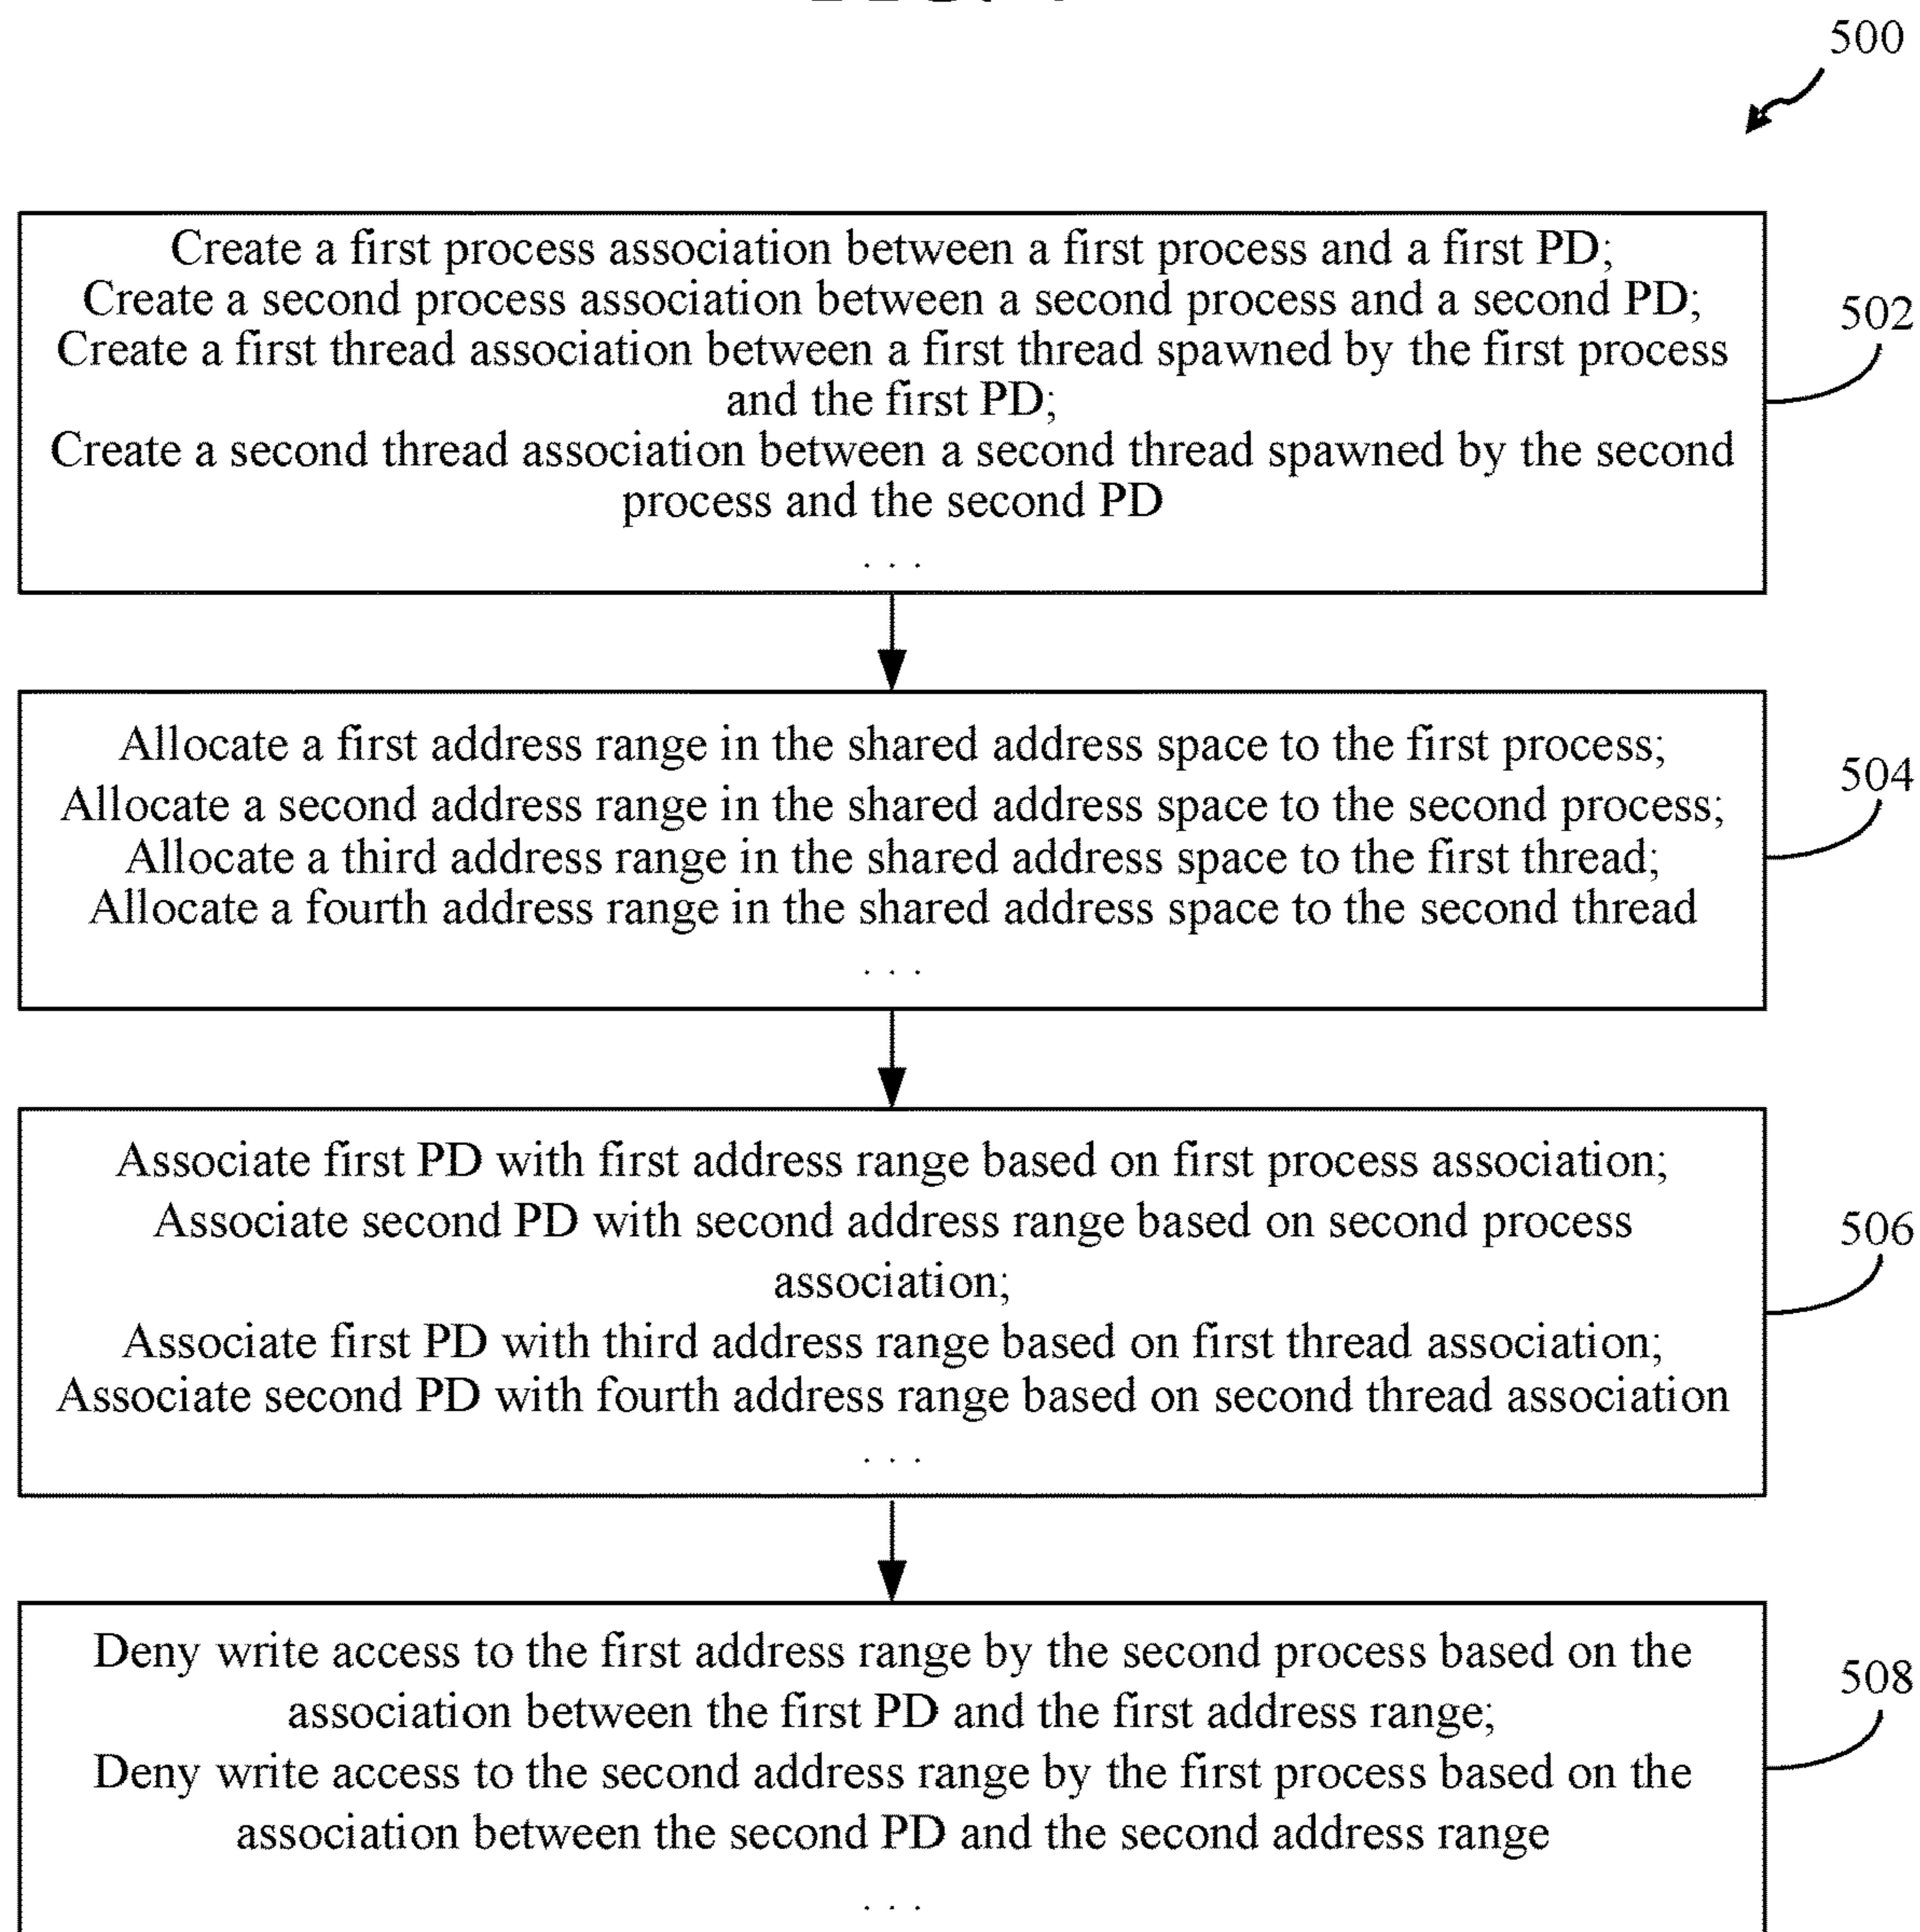 500
Create a first process association between a first process and a first PD;
Create a second process association between a second process and a second PD;
Create a first thread association between a first thread spawned by the first process
and the first PD;
Create a second thread association between a second thread spawned by the second
process and the second PD
. . .
502
Allocate a first address range in the shared address space to the first process;
Allocate a second address range in the shared address space to the second process;
Allocate a third address range in the shared address space to the first thread;
Allocate a fourth address range in the shared address space to the second thread
. . .
504
Associate first PD with first address range based on first process association;
Associate second PD with second address range based on second process
association;
Associate first PD with third address range based on first thread association;
Associate second PD with fourth address range based on second thread association
. . .
506
Deny write access to the first address range by the second process based on the
association between the first PD and the first address range;
Deny write access to the second address range by the first process based on the
association between the second PD and the second address range
. . .
508